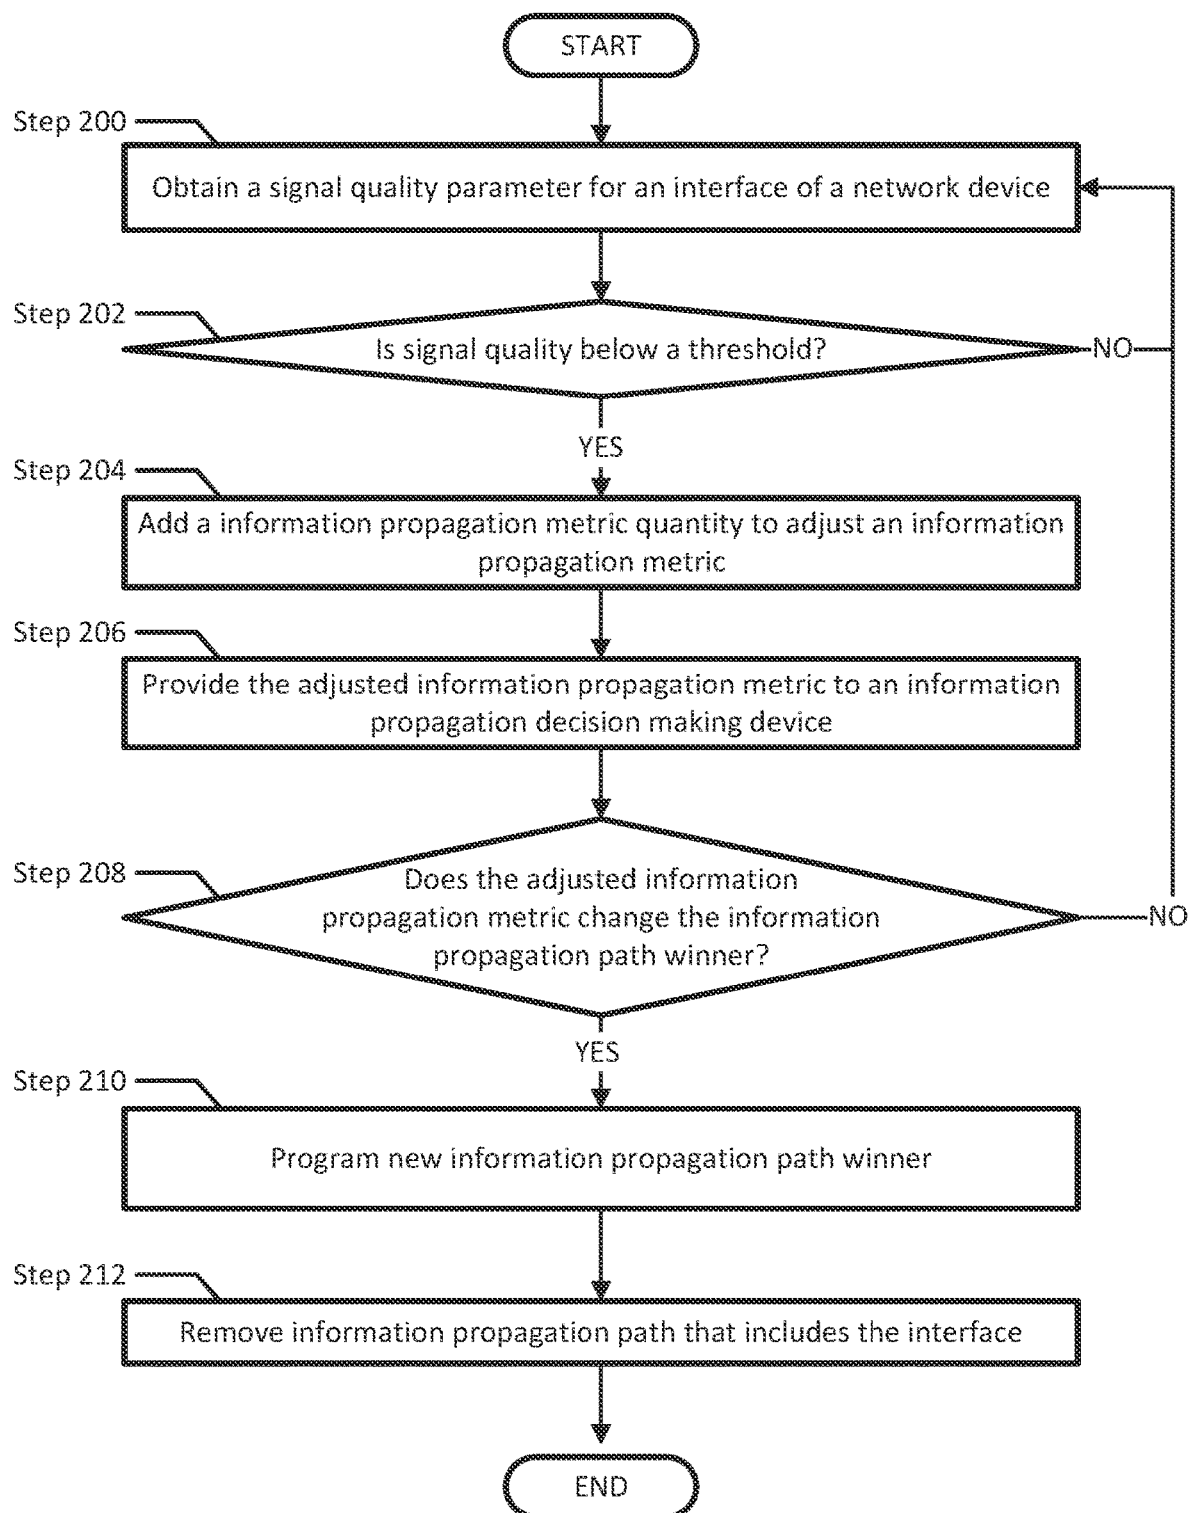 START
Step 200
Obtain a signal quality parameter for an interface of a network device
Step 202
Is signal quality below a threshold?
NO
YES
Step 204
Add a information propagation metric quantity to adjust an information
propagation metric
Step 206
Provide the adjusted information propagation metric to an information
propagation decision making device
Step 208
Does the adjusted information
propagation metric change the information
propagation path winner?
NO
YES
Step 210
Program new information propagation path winner
Step 212
Remove information propagation path that includes the interface
END